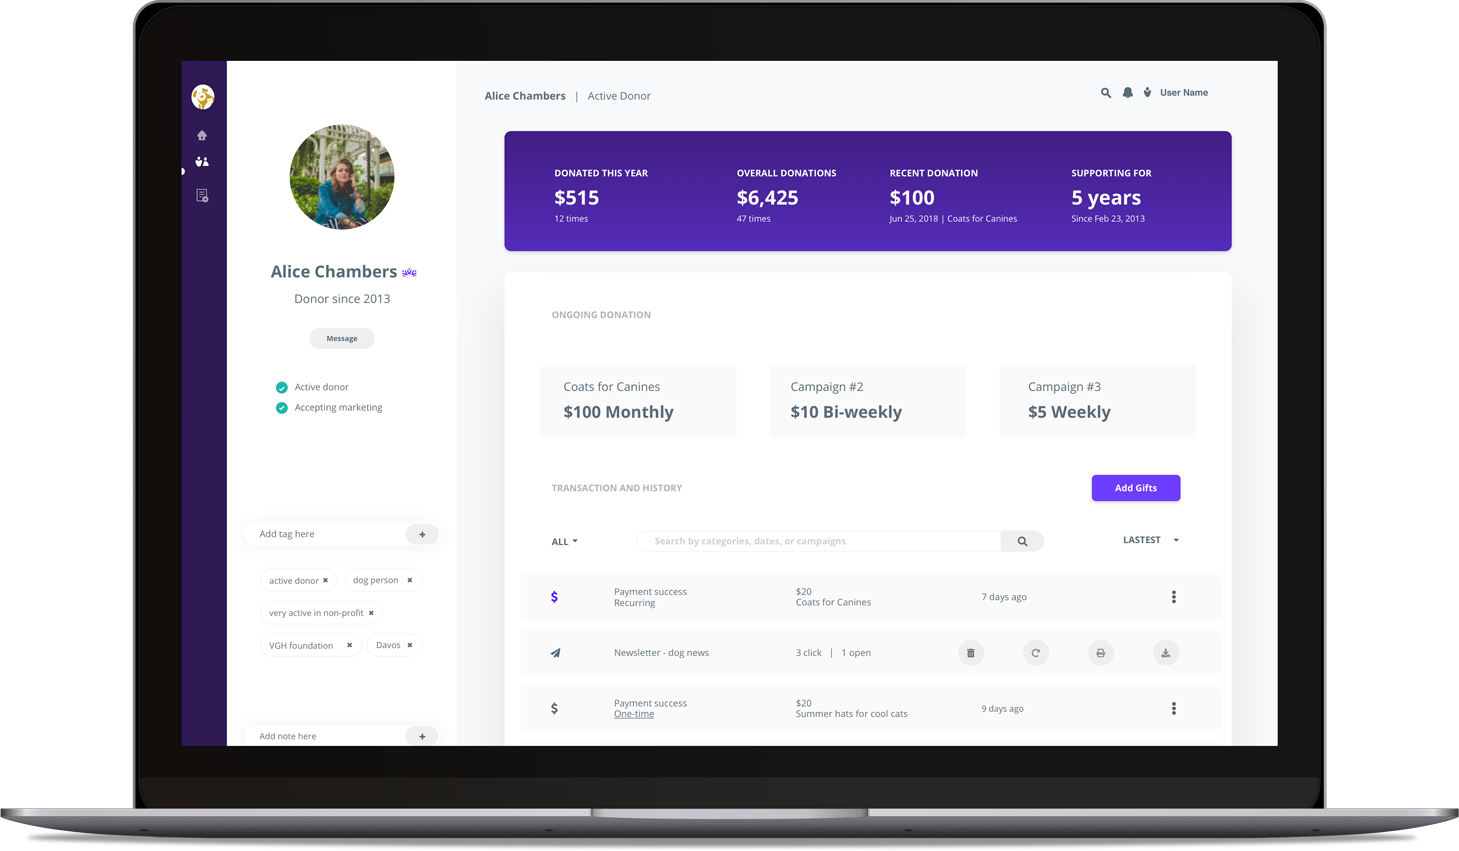 Alice Chambers | Active Donor
User Name
DONATED THIS YEAR
$515
12 times
OVERALL DONATIONS
$6,425
47 times
RECENT DONATION
$100
Jun 25, 2018 | Coats for Canines
SUPPORTING FOR
5 years
Since Feb 23, 2013
Alice Chambers
Donor since 2013
Message
Active donor
Accepting marketing
Add tag here
+
active donor ×
dog person ×
very active in non-profit ×
VGH foundation ×
Davos ×
Add note here
+
ONGOING DONATION
Coats for Canines
$100 Monthly
Campaign #2
$10 Bi-weekly
Campaign #3
$5 Weekly
TRANSACTION AND HISTORY
Add Gifts
ALL
Search by categories, dates, or campaigns
LASTEST
$
Payment success
Recurring
$20
Coats for Canines
7 days ago
Newsletter - dog news
3 click | 1 open
$
Payment success
One-time
$20
Summer hats for cool cats
9 days ago